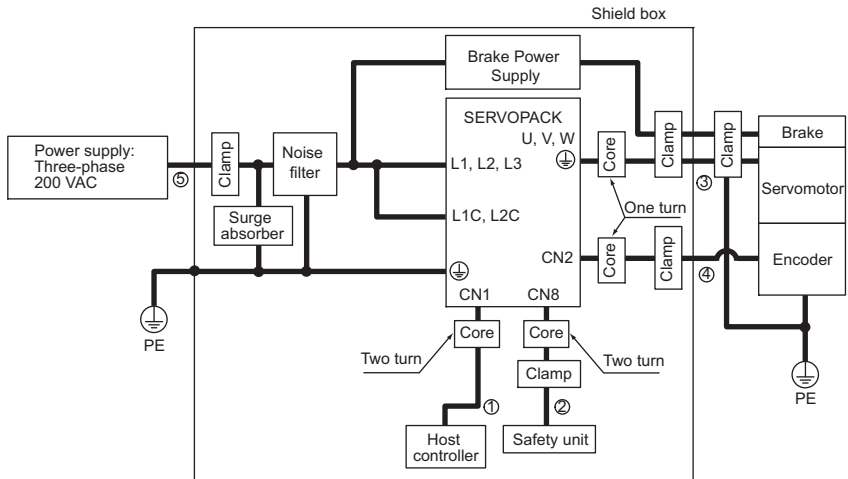 Shield box
Brake Power
Supply
SERVOPACK
U, V, W
Core
Clamp
Clamp
Brake
Power supply:
Three-phase
200 VAC
⑤
Clamp
Noise
filter
L1, L2, L3
③
Servomotor
Surge
absorber
L1C, L2C
One turn
CN2
Core
Clamp
④
Encoder
PE
CN1
CN8
Two turn
Core
Core
Two turn
Clamp
PE
①
②
Host
controller
Safety unit